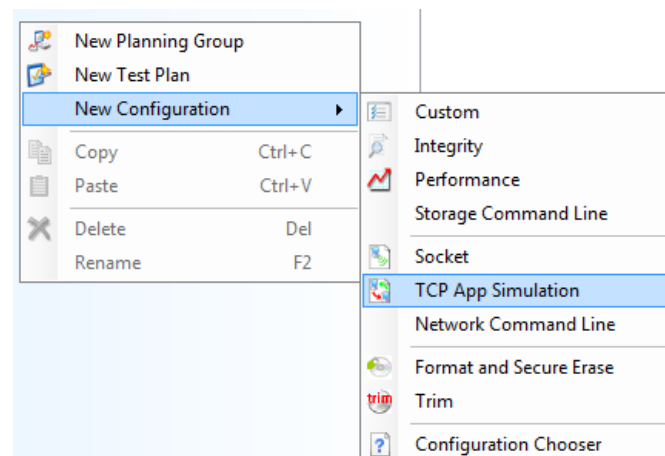 New Planning Group
New Test Plan
New Configuration
Copy Ctrl+C
Paste Ctrl+V
Delete Del
Rename F2
Custom
Integrity
Performance
Storage Command Line
Socket
TCP App Simulation
Network Command Line
Format and Secure Erase
trim Trim
Configuration Chooser